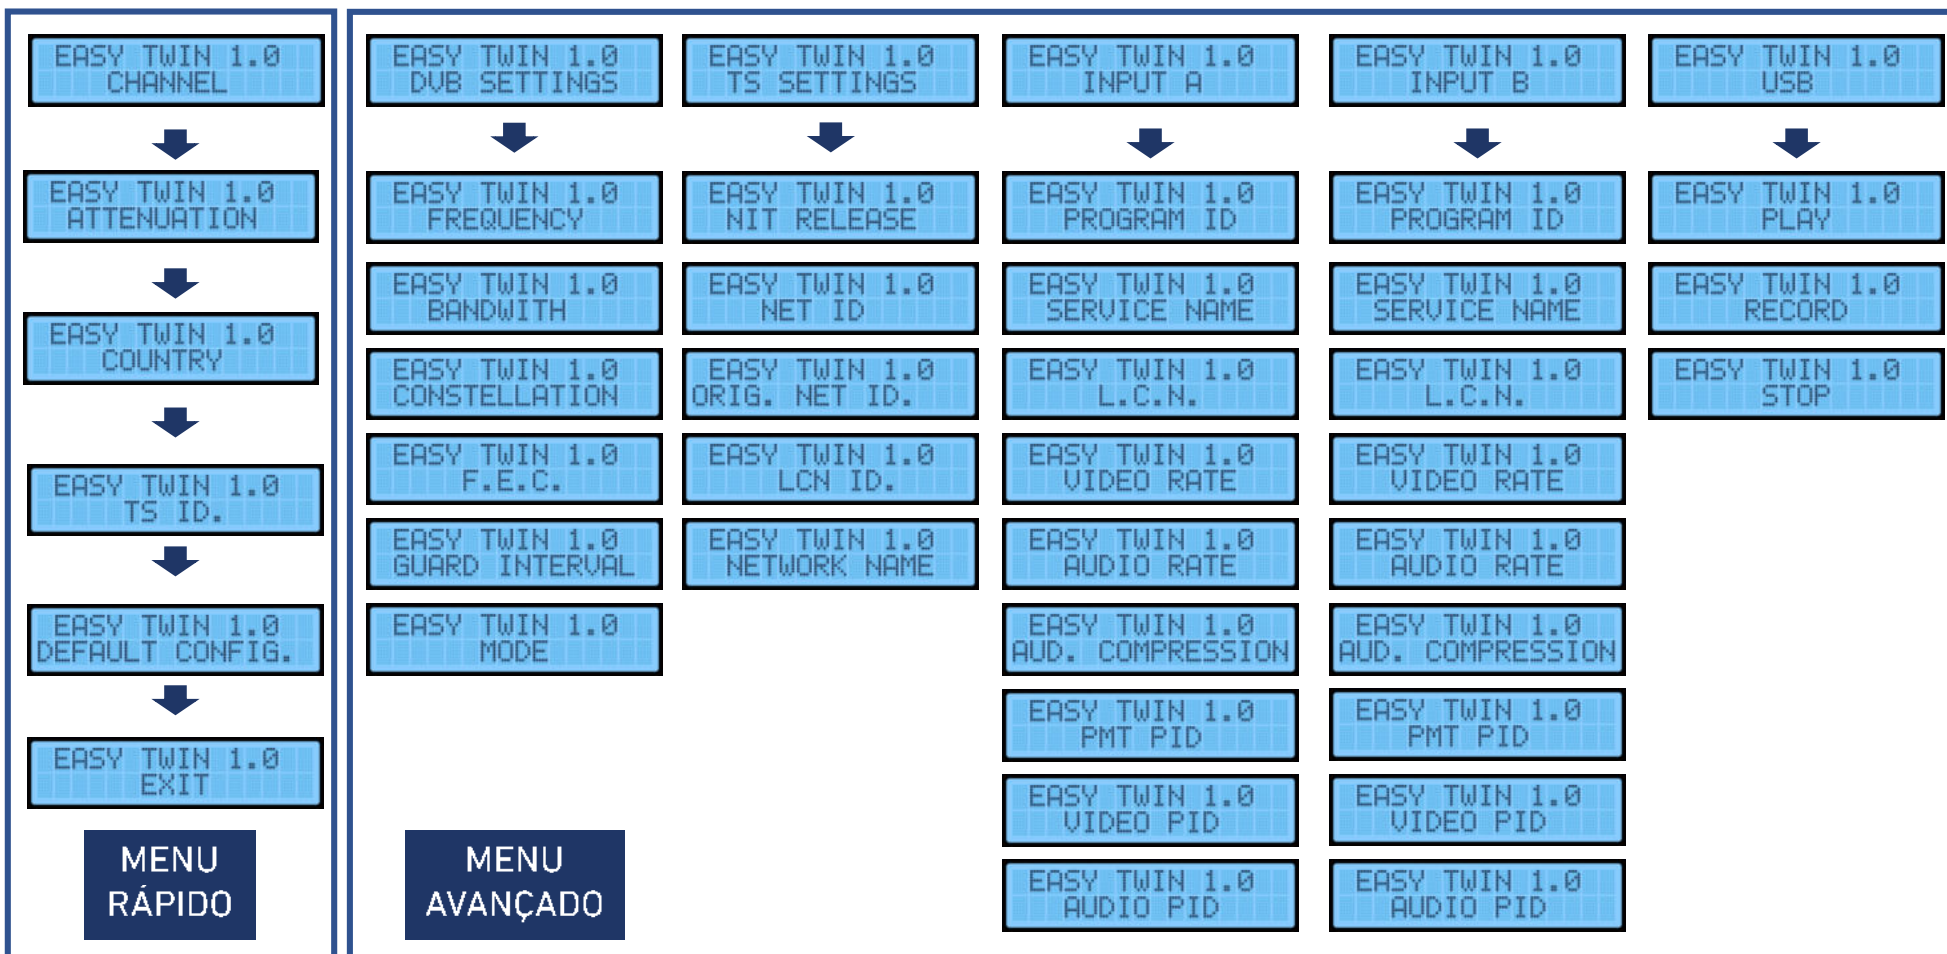 EASY TWIN 1.0
CHANNEL
EASY TWIN 1.0
ATTENUATION
EASY TWIN 1.0
COUNTRY
EASY TWIN 1.0
TS ID.
EASY TWIN 1.0
DEFAULT CONFIG.
EASY TWIN 1.0
EXIT
MENU
RÁPIDO
EASY TWIN 1.0
DVB SETTINGS
EASY TWIN 1.0
FREQUENCY
EASY TWIN 1.0
BANDWITH
EASY TWIN 1.0
CONSTELLATION
EASY TWIN 1.0
F.E.C.
EASY TWIN 1.0
GUARD INTERVAL
EASY TWIN 1.0
MODE
MENU
AVANÇADO
EASY TWIN 1.0
TS SETTINGS
EASY TWIN 1.0
NIT RELEASE
EASY TWIN 1.0
NET ID
EASY TWIN 1.0
ORIG. NET ID.
EASY TWIN 1.0
LCN ID.
EASY TWIN 1.0
NETWORK NAME
EASY TWIN 1.0
INPUT A
EASY TWIN 1.0
PROGRAM ID
EASY TWIN 1.0
SERVICE NAME
EASY TWIN 1.0
L.C.N.
EASY TWIN 1.0
VIDEO RATE
EASY TWIN 1.0
AUDIO RATE
EASY TWIN 1.0
AUD. COMPRESSION
EASY TWIN 1.0
PMT PID
EASY TWIN 1.0
VIDEO PID
EASY TWIN 1.0
AUDIO PID
EASY TWIN 1.0
INPUT B
EASY TWIN 1.0
PROGRAM ID
EASY TWIN 1.0
SERVICE NAME
EASY TWIN 1.0
L.C.N.
EASY TWIN 1.0
VIDEO RATE
EASY TWIN 1.0
AUDIO RATE
EASY TWIN 1.0
AUD. COMPRESSION
EASY TWIN 1.0
PMT PID
EASY TWIN 1.0
VIDEO PID
EASY TWIN 1.0
AUDIO PID
EASY TWIN 1.0
USB
EASY TWIN 1.0
PLAY
EASY TWIN 1.0
RECORD
EASY TWIN 1.0
STOP